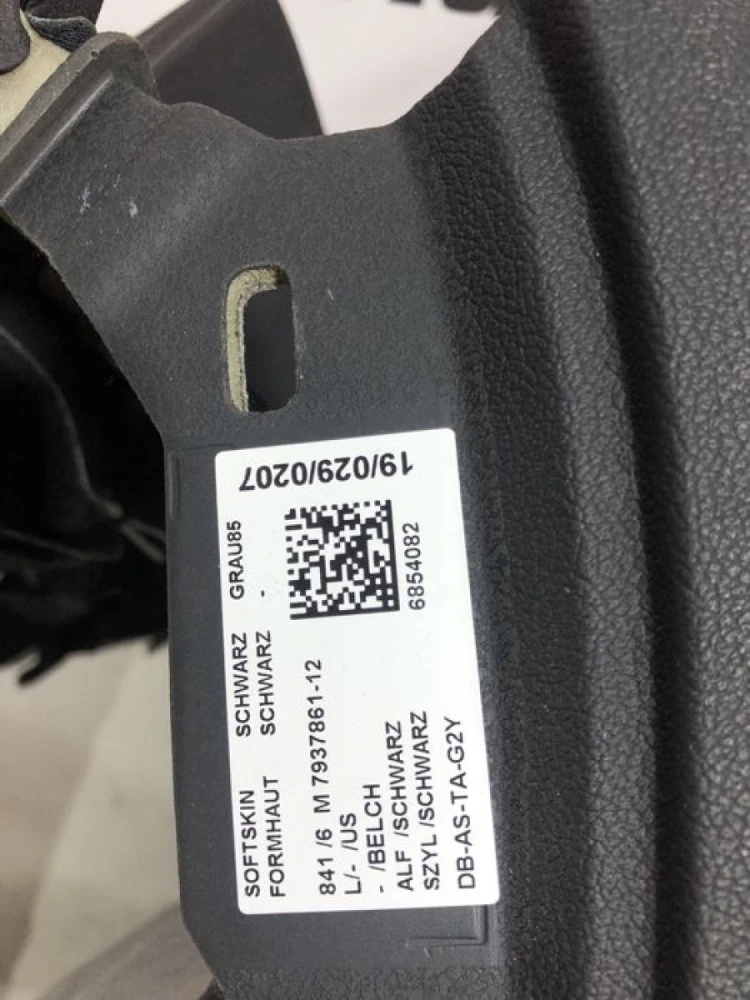 19/029/0207
SOFTSKIN SCHWARZ GRAU85
FORMHAUT SCHWARZ -
841 /6 M 7937861-12
L/- /US
- /BELCH
ALF /SCHWARZ
SZYL /SCHWARZ
DB-AS-TA-G2Y
6854082